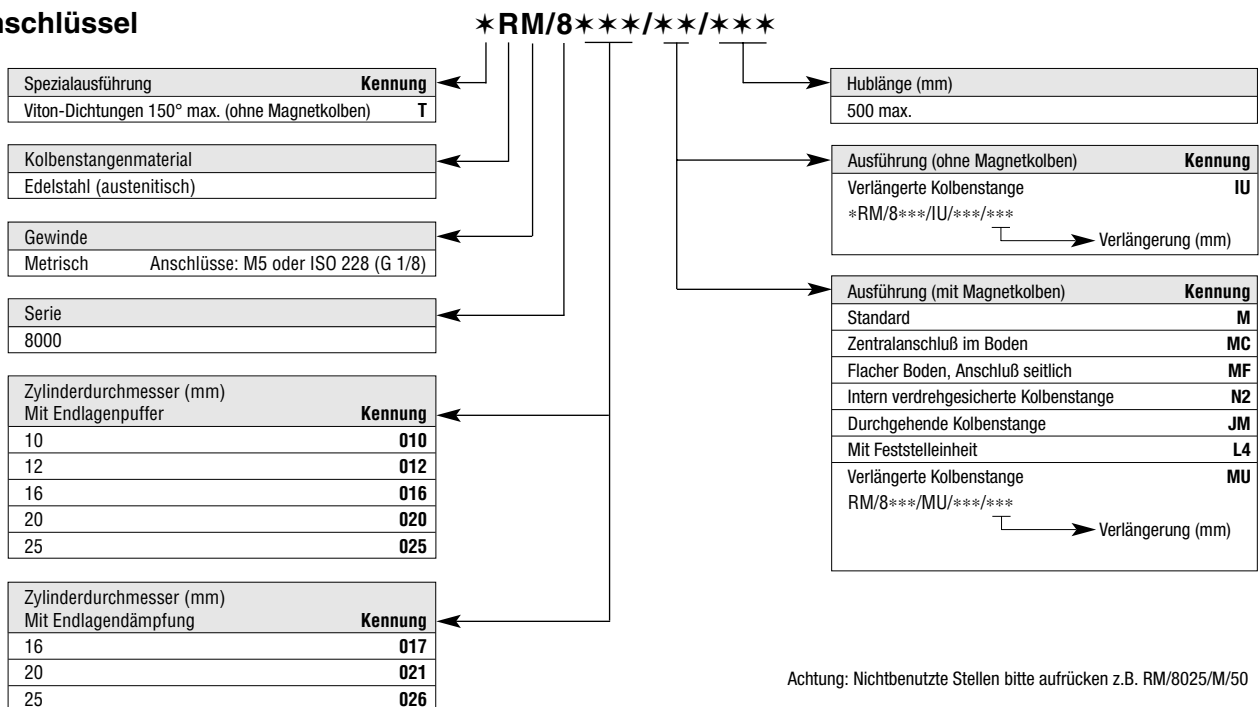 nschlüssel
✶RM/8✶✶✶/✶✶/✶✶✶
Spezialausführung Kennung
Viton-Dichtungen 150° max. (ohne Magnetkolben) T
Kolbenstangenmaterial
Edelstahl (austenitisch)
Gewinde
Metrisch Anschlüsse: M5 oder ISO 228 (G 1/8)
Serie
8000
Zylinderdurchmesser (mm)
Mit Endlagenpuffer Kennung
10 010
12 012
16 016
20 020
25 025
Zylinderdurchmesser (mm)
Mit Endlagendämpfung Kennung
16 017
20 021
25 026
Hublänge (mm)
500 max.
Ausführung (ohne Magnetkolben) Kennung
Verlängerte Kolbenstange IU
*RM/8***/IU/***/***
Verlängerung (mm)
Ausführung (mit Magnetkolben) Kennung
Standard M
Zentralanschluß im Boden MC
Flacher Boden, Anschluß seitlich MF
Intern verdrehgesicherte Kolbenstange N2
Durchgehende Kolbenstange JM
Mit Feststelleinheit L4
Verlängerte Kolbenstange MU
RM/8***/MU/***/***
Verlängerung (mm)
Achtung: Nichtbenutzte Stellen bitte aufrücken z.B. RM/8025/M/50